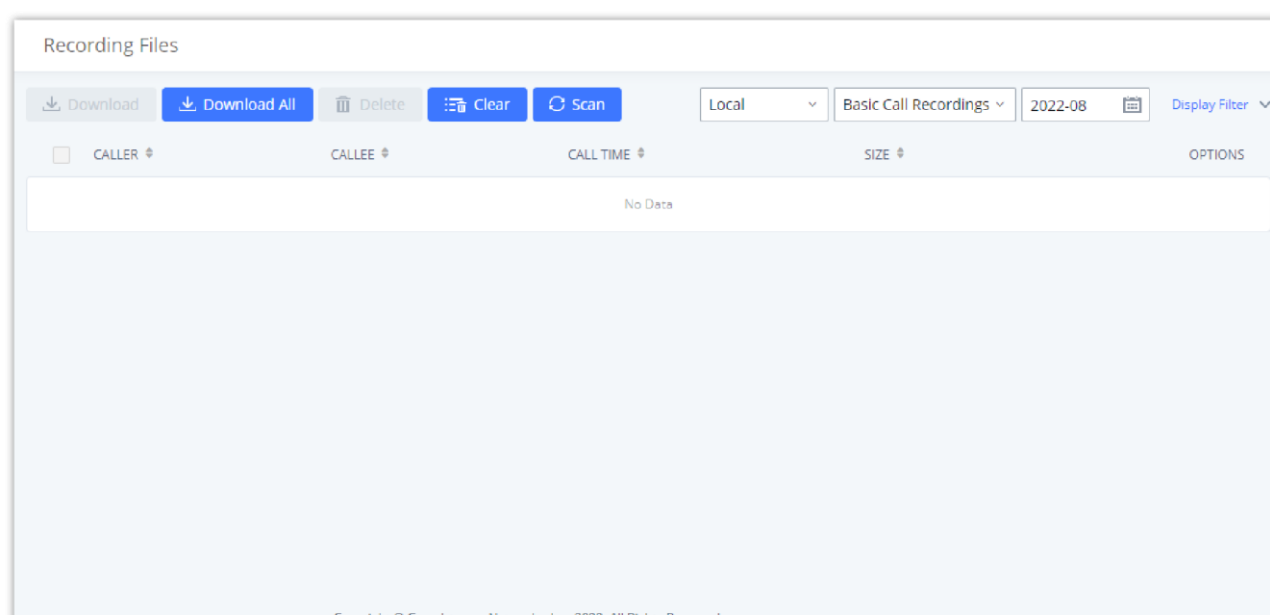 Recording Files
Download Download All Delete Clear Scan Local Basic Call Recordings 2022-08 Display Filter
CALLER CALLEE CALL TIME SIZE OPTIONS
No Data